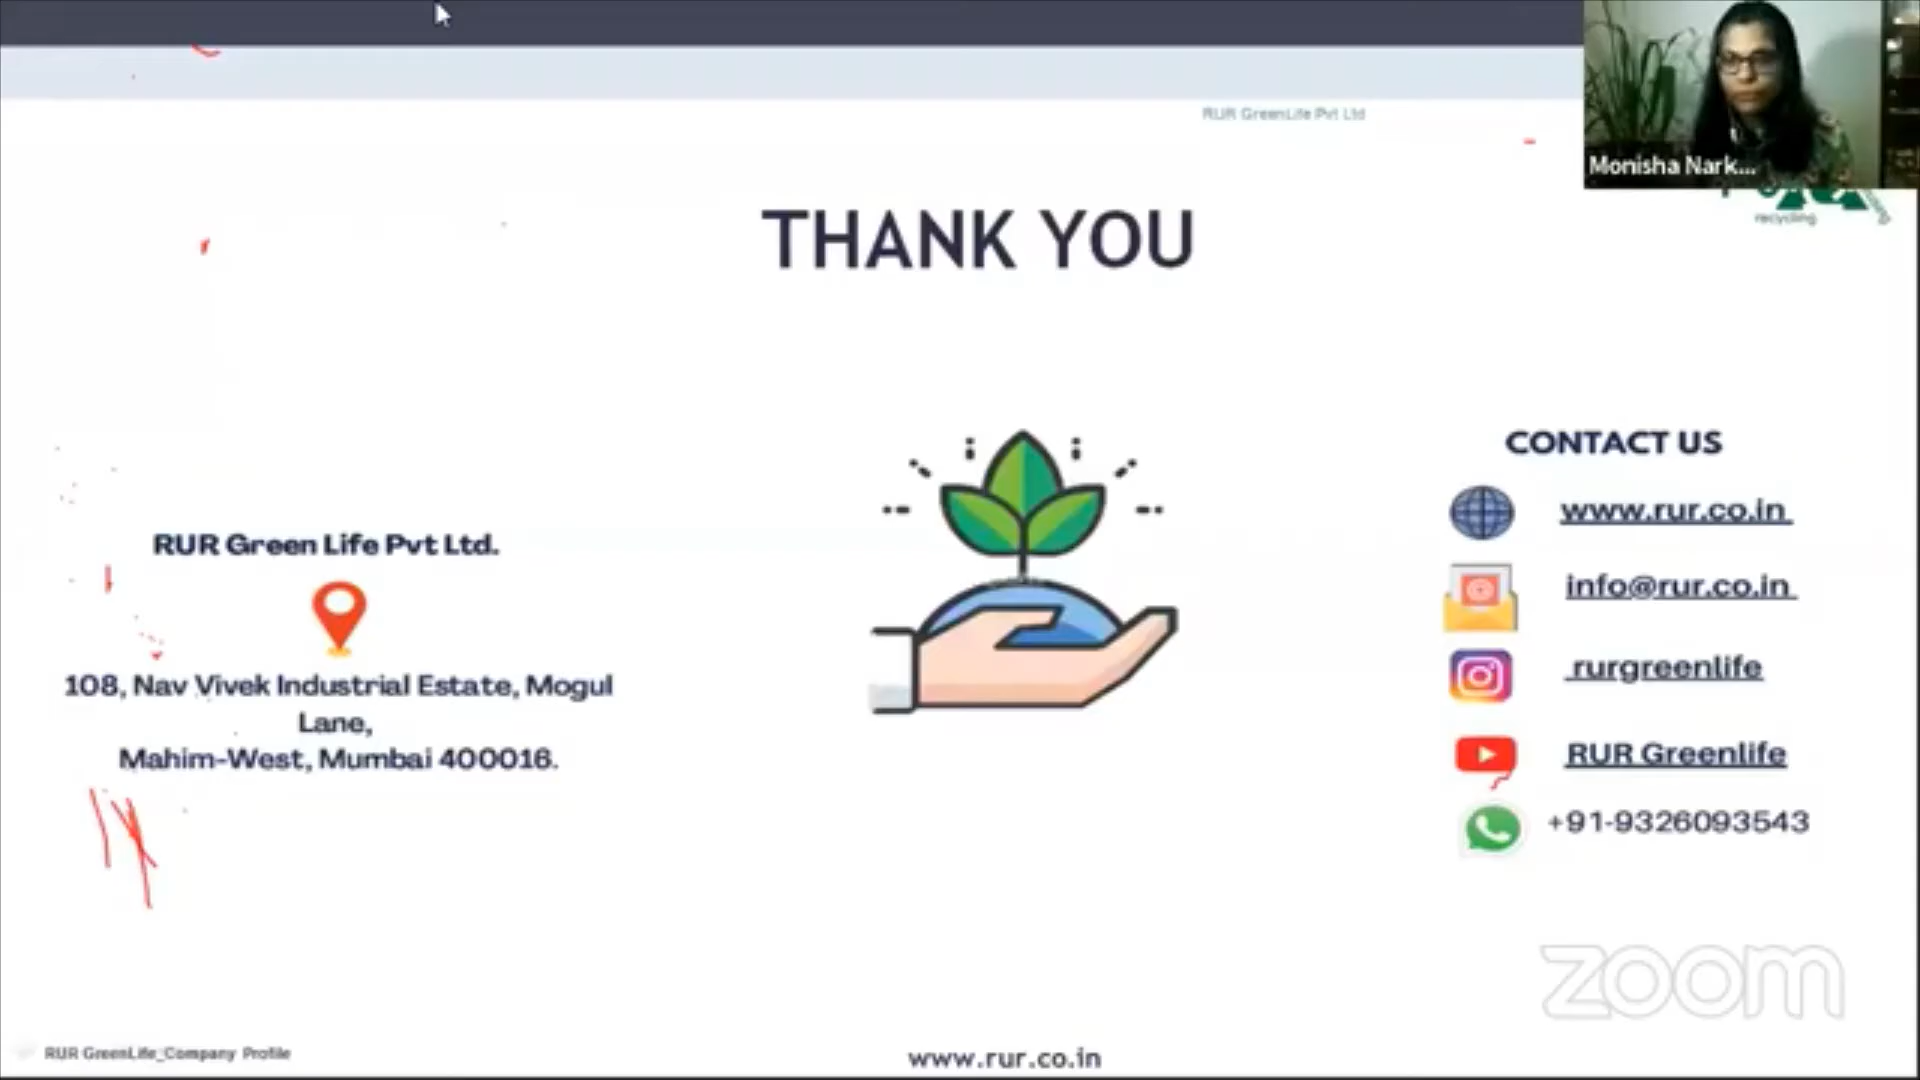 RUR GreenLife Pvt Ltd
Monisha Nark...
recycling
THANK YOU
RUR Green Life Pvt Ltd.
108, Nav Vivek Industrial Estate, Mogul
Lane,
Mahim-West, Mumbai 400016.
CONTACT US
www.rur.co.in
info@rur.co.in
rurgreenlife
RUR Greenlife
+91-9326093543
zoom
RUR GreenLife_Company Profile
www.rur.co.in